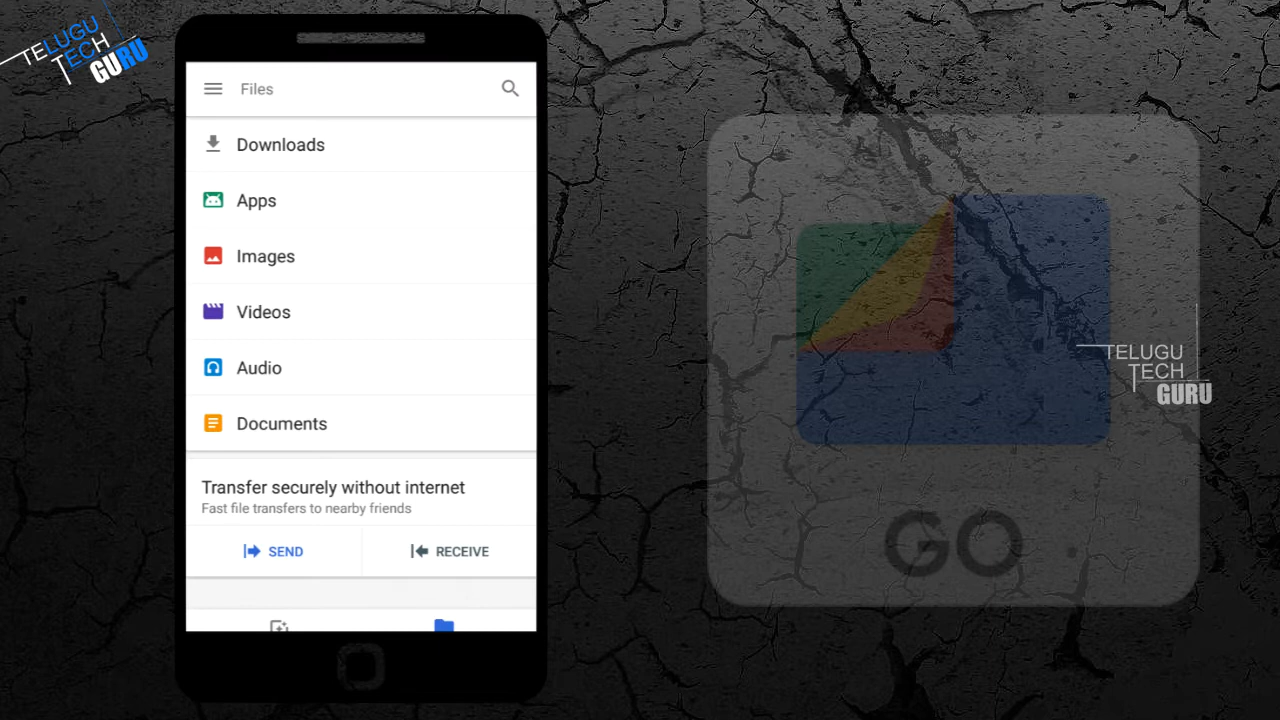 TELUGU
TECH
GURU
Files
Downloads
Apps
Images
Videos
Audio
Documents
Transfer securely without internet
Fast file transfers to nearby friends
SEND
RECEIVE
GO
TELUGU
TECH
GURU